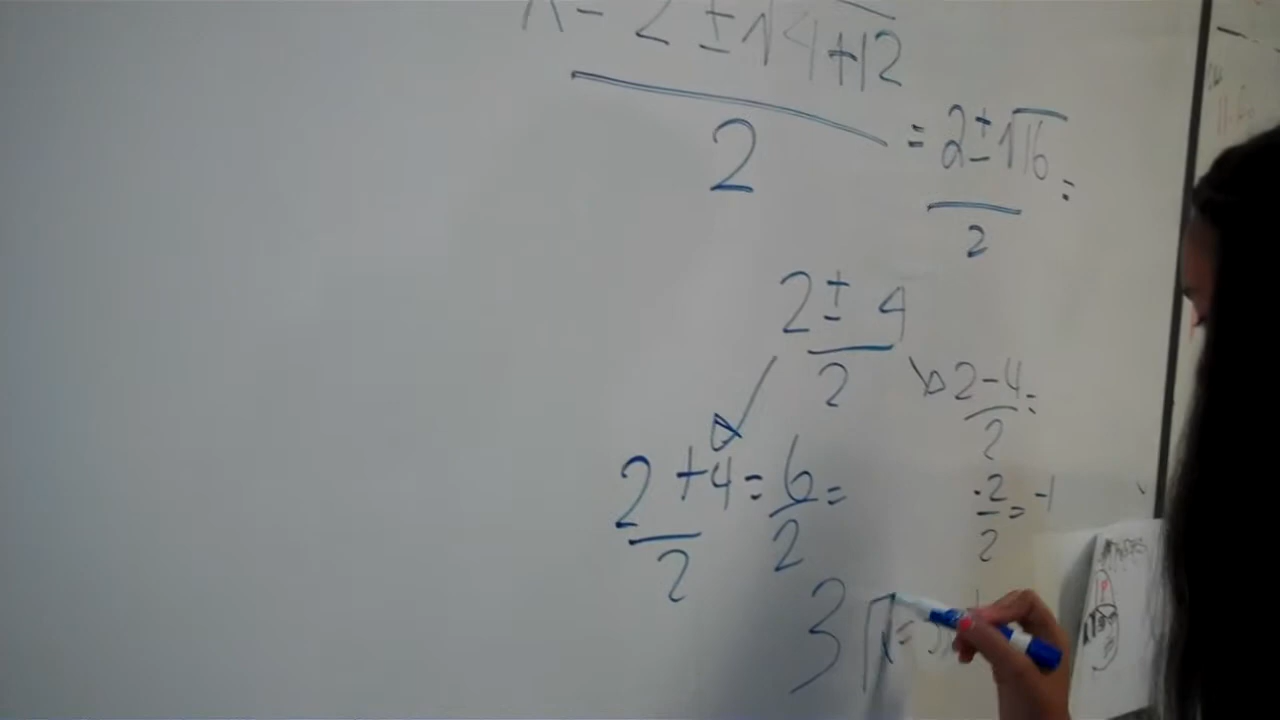 2 ± √4+12
2
= 2 ± √16 =
2
2 ± 4
2
2 - 4 =
2
2 + 4 = 6 =
2 2
-2 = -1
2
3